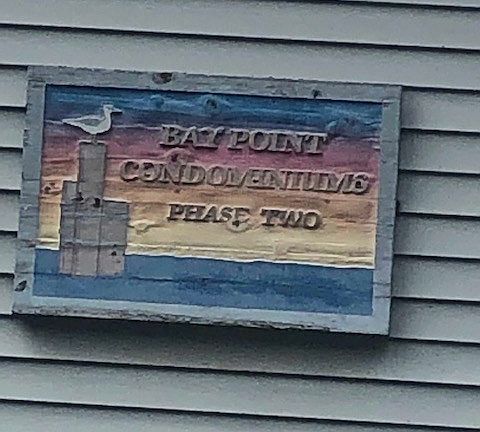 BAY POINT
CONDOMINIUMS
PHASE TWO